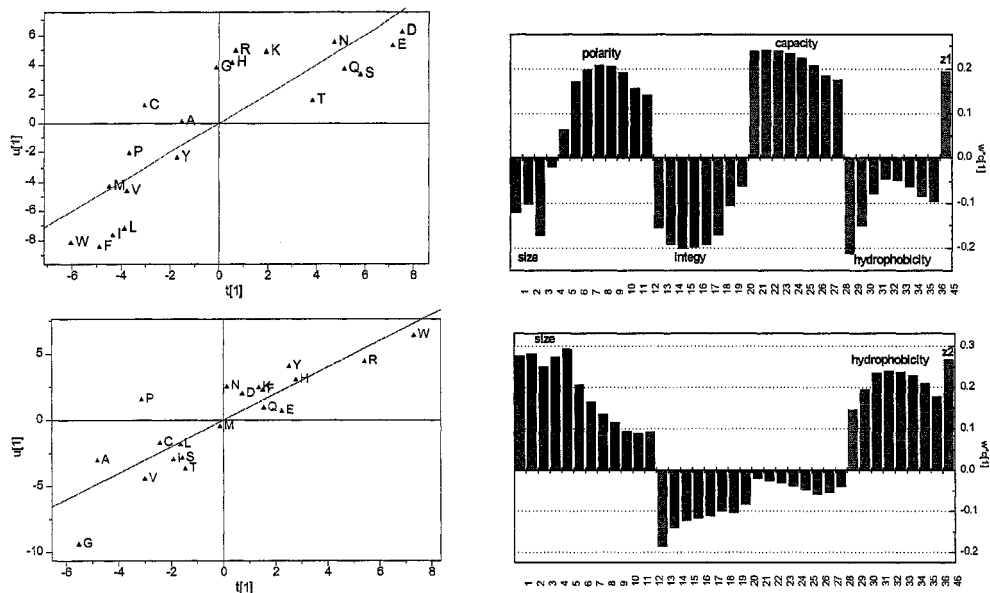 6
4
2
0
-2
-4
-6
-8
u[1]
D
N
E
R
K
H
G
Q
S
T
C
A
P
Y
M
V
L
I
W
F
-6
-4
-2
0
2
4
6
8
t[1]
polarity
capacity
z1
0.2
0.1
0.0
-0.1
-0.2
w*c[1]
size
integy
hydrophobicity
1
2
3
4
5
6
7
8
9
10
11
12
13
14
15
16
17
18
19
20
21
22
23
24
25
26
27
28
29
30
31
32
33
34
35
36
45
5
0
-5
-10
u[1]
W
R
Y
H
N
K
F
D
Q
E
P
M
C
L
I
S
A
T
V
G
-6
-4
-2
0
2
4
6
8
t[1]
size
hydrophobicity
z2
0.3
0.2
0.1
0.0
-0.1
-0.2
w*c[1]
1
2
3
4
5
6
7
8
9
10
11
12
13
14
15
16
17
18
19
20
21
22
23
24
25
26
27
28
29
30
31
32
33
34
35
36
46